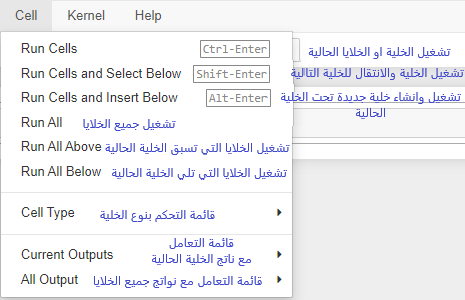 Cell Kernel Help
Run Cells Ctrl-Enter تشغيل الخلية او الخلايا الحالية
Run Cells and Select Below Shift-Enter تشغيل الخلية والانتقال للخلية التالية
Run Cells and Insert Below Alt-Enter تشغيل وانشاء خلية جديدة تحت الخلية
الحالية
Run All تشغيل جميع الخلايا
Run All Above تشغيل الخلايا التي تسبق الخلية الحالية
Run All Below تشغيل الخلايا التي تلي الخلية الحالية
Cell Type قائمة التحكم بنوع الخلية
قائمة التعامل
Current Outputs مع ناتج الخلية الحالية
All Output قائمة التعامل مع نواتج جميع الخلايا